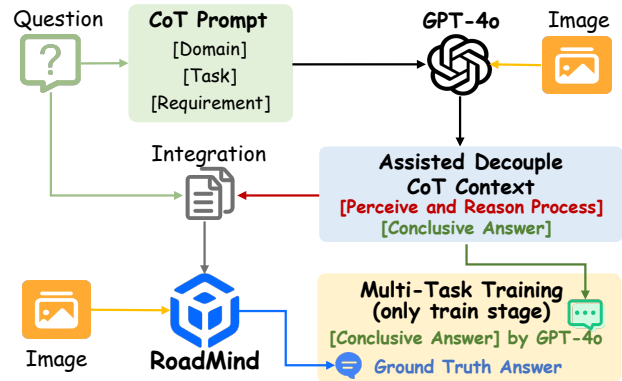 Question
?
CoT Prompt
[Domain]
[Task]
[Requirement]
GPT-4o
Image
Integration
Assisted Decouple
CoT Context
[Perceive and Reason Process]
[Conclusive Answer]
Image
RoadMind
Multi-Task Training
(only train stage)
[Conclusive Answer] by GPT-4o
Ground Truth Answer